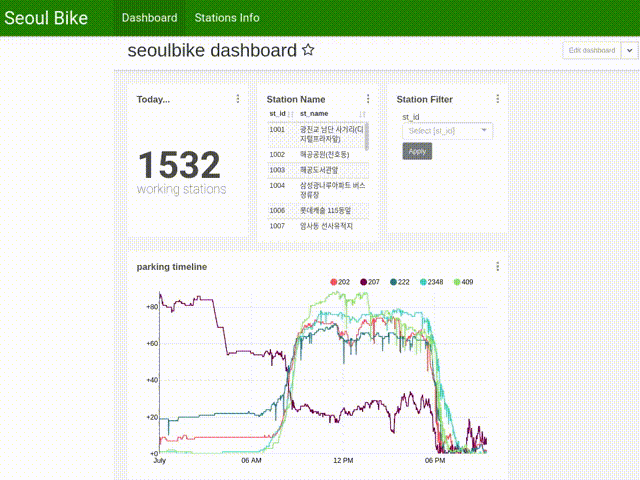 Seoul Bike
Dashboard
Stations Info
seoulbike dashboard
Edit dashboard
Today...
1532
working stations
Station Name
st_id st_name
1001 광진교 남단 사거리(디
지털프라자앞)
1002 해공공원(천호동)
1003 해공도서관앞
1004 삼성광나루아파트 버스
정류장
1006 롯데캐슬 115동앞
1007 암사동 선사유적지
Station Filter
st_id
Select [st_id]
Apply
parking timeline
202 207 222 2348 409
+80
+60
+40
+20
+0
July 06 AM 12 PM 06 PM